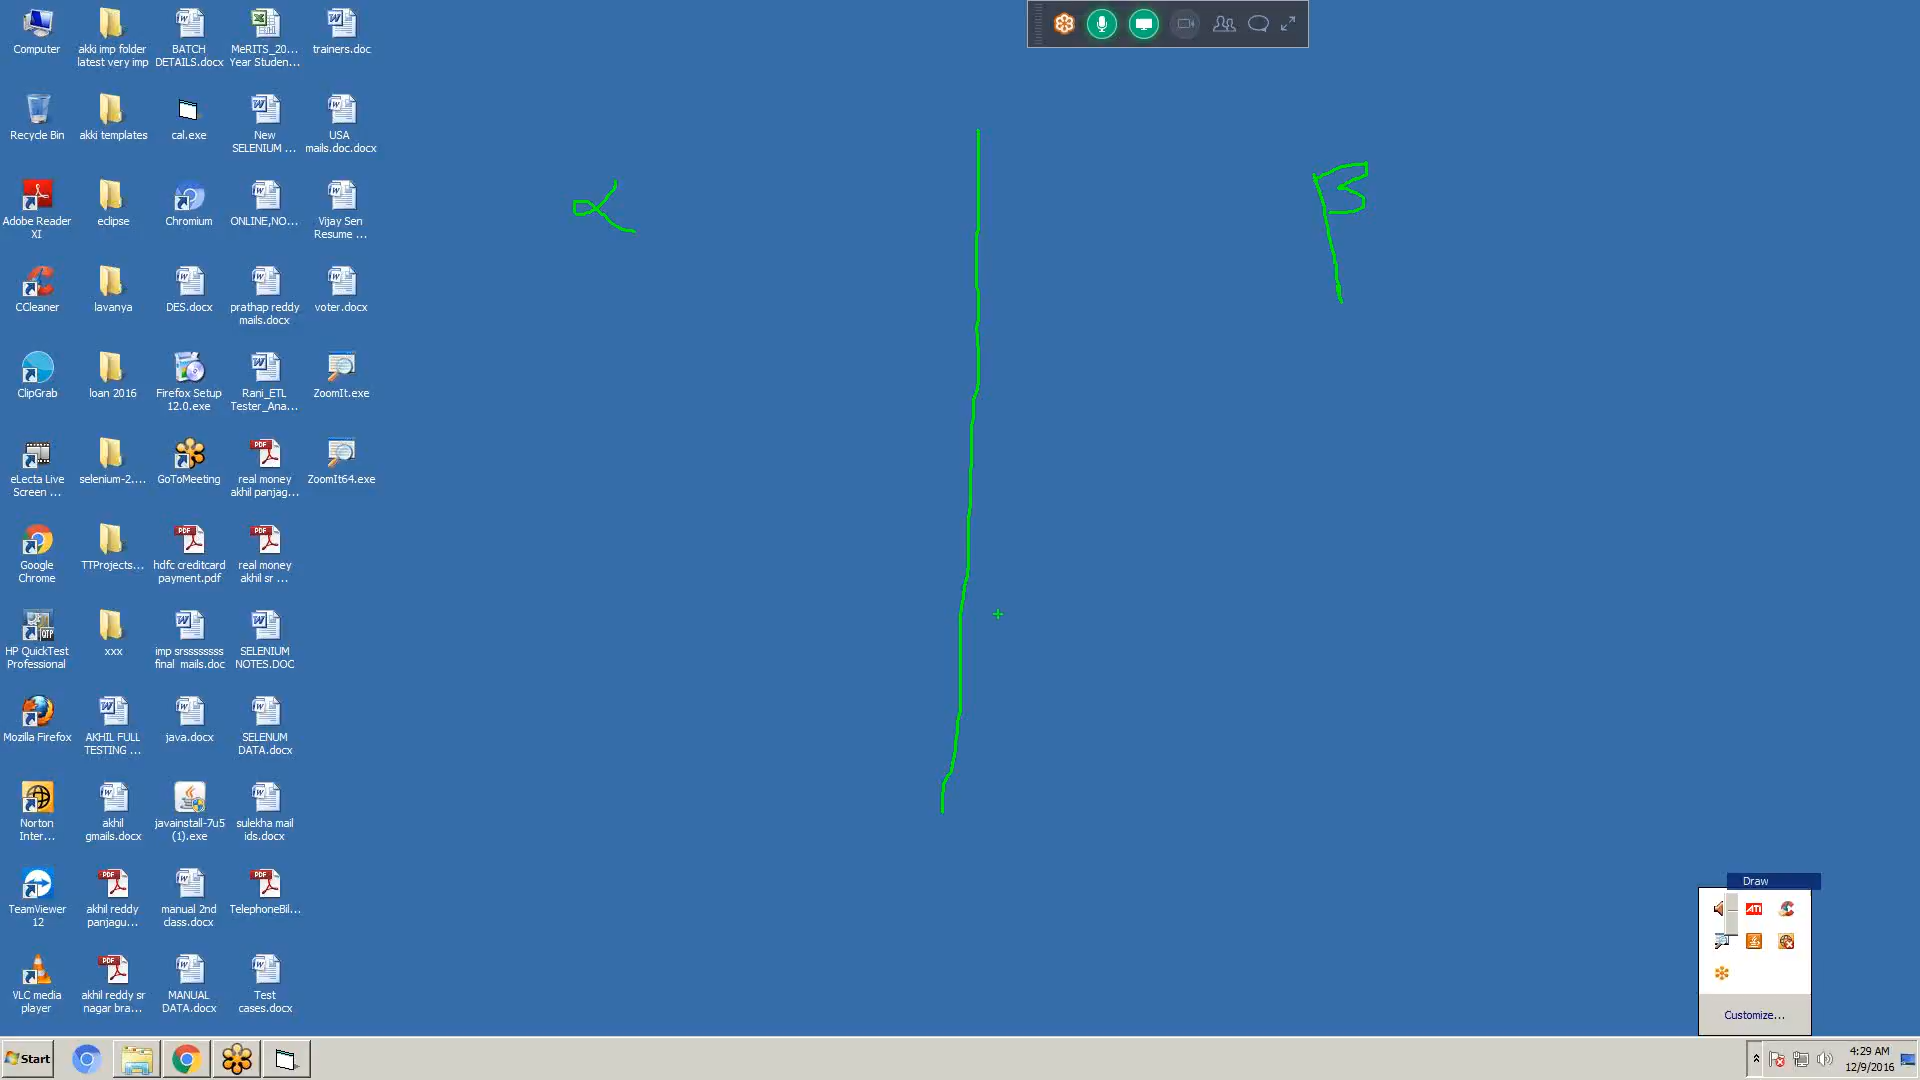 Computer
akki imp folder
latest very imp
BATCH
DETAILS.docx
MeRITS_20...
Year Studen...
trainers.doc
Recycle Bin
akki templates
cal.exe
New
SELENIUM ...
USA
mails.doc.docx
Adobe Reader
XI
eclipse
Chromium
ONLINE,NO...
Vijay Sen
Resume ...
CCleaner
lavanya
DES.docx
prathap reddy
mails.docx
voter.docx
ClipGrab
loan 2016
Firefox Setup
12.0.exe
Rani_ETL
Tester_Ana...
ZoomIt.exe
eLecta Live
Screen ...
selenium-2....
GoToMeeting
real money
akhil panjag...
ZoomIt64.exe
Google
Chrome
TTProjects...
hdfc creditcard
payment.pdf
real money
akhil sr ...
HP QuickTest
Professional
xxx
imp srssssssss
final mails.doc
SELENIUM
NOTES.DOC
Mozilla Firefox
AKHIL FULL
TESTING ...
java.docx
SELENUM
DATA.docx
Norton
Inter...
akhil
gmails.docx
javainstall-7u5
(1).exe
sulekha mail
ids.docx
TeamViewer
12
akhil reddy
panjagu...
manual 2nd
class.docx
TelephoneBil...
VLC media
player
akhil reddy sr
nagar bra...
MANUAL
DATA.docx
Test
cases.docx
α
β
Draw
ATI
Customize...
Start
4:29 AM
12/9/2016